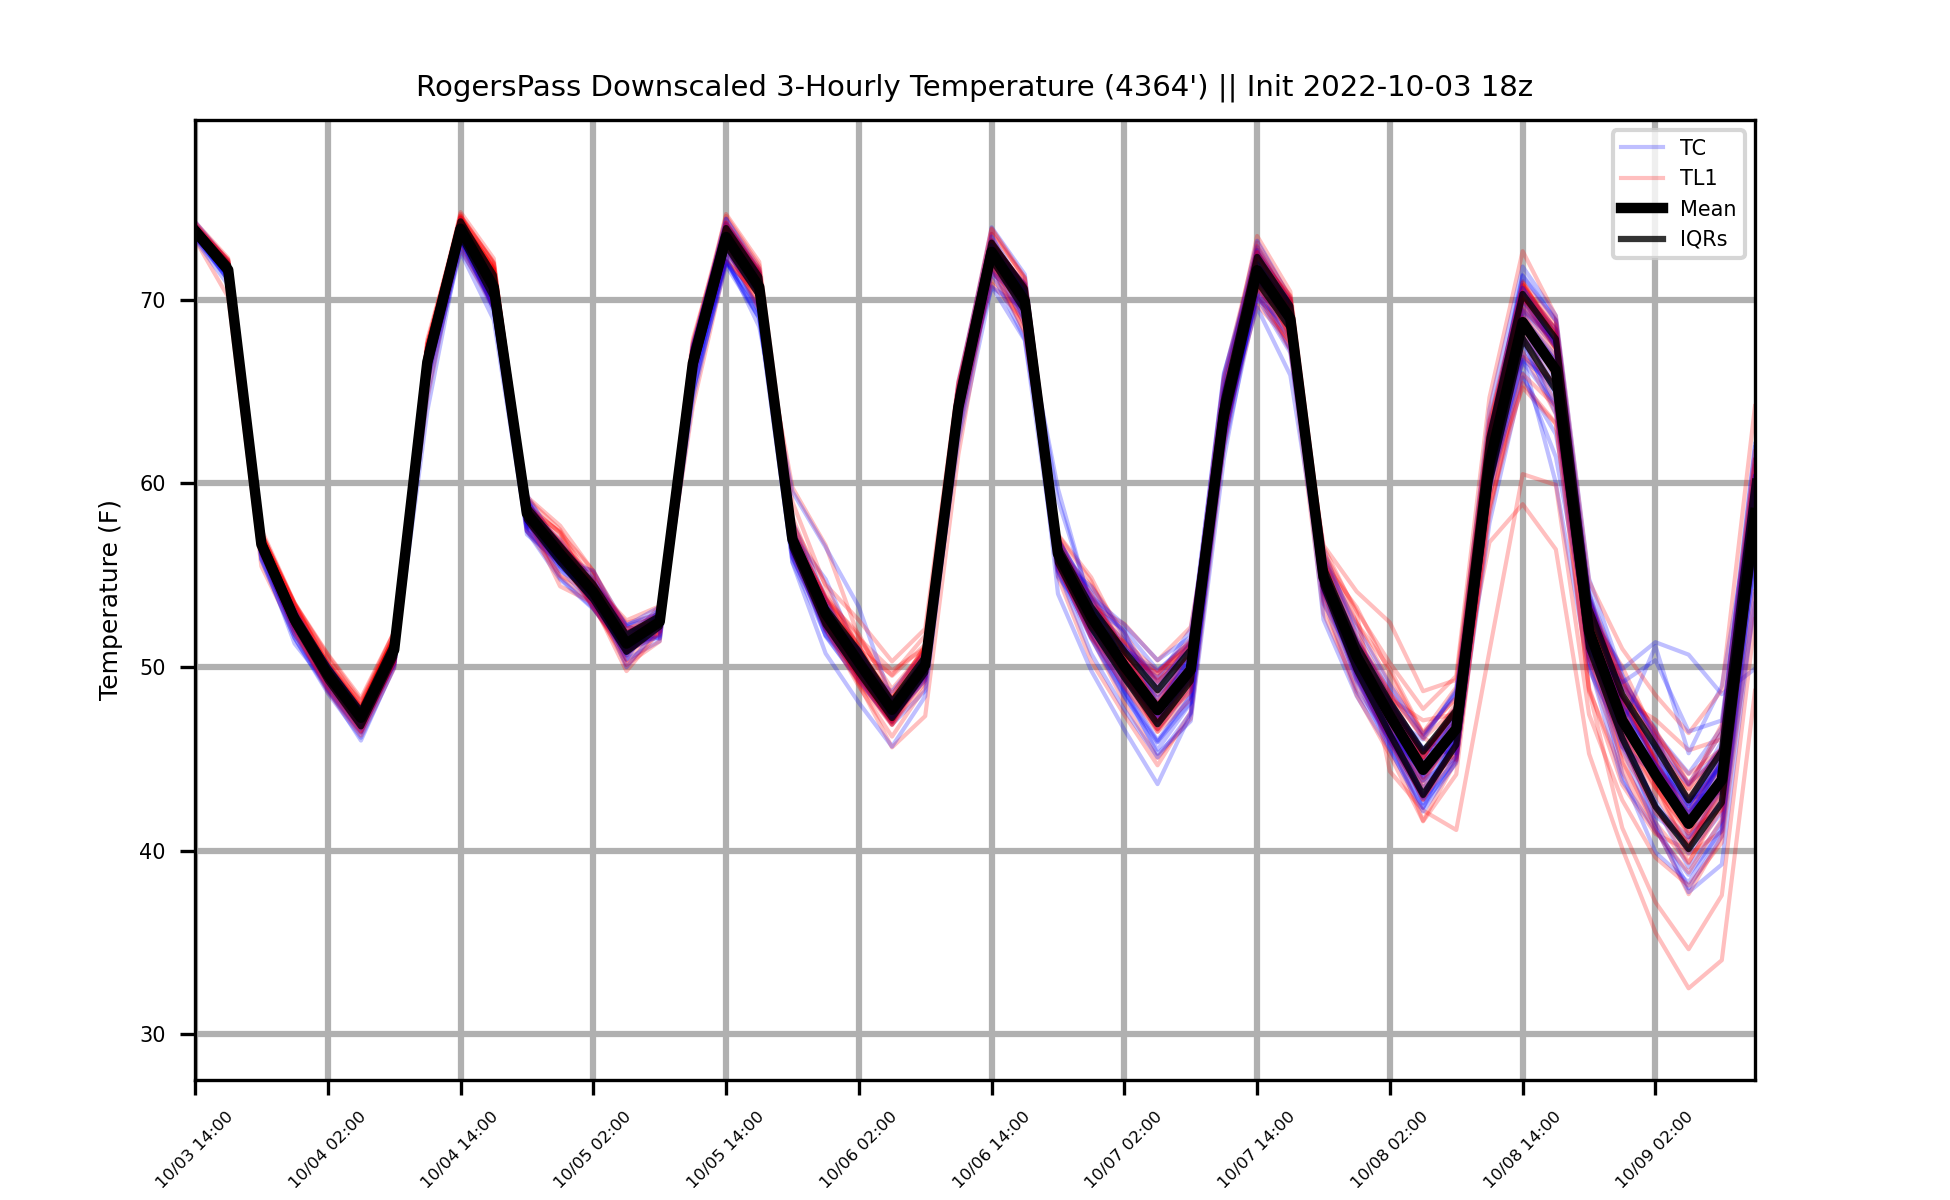 RogersPass Downscaled 3-Hourly Temperature (4364') || Init 2022-10-03 18z
TC
TL1
Mean
IQRs
Temperature (F)
70
60
50
40
30
10/03 14:00
10/04 02:00
10/04 14:00
10/05 02:00
10/05 14:00
10/06 02:00
10/06 14:00
10/07 02:00
10/07 14:00
10/08 02:00
10/08 14:00
10/09 02:00